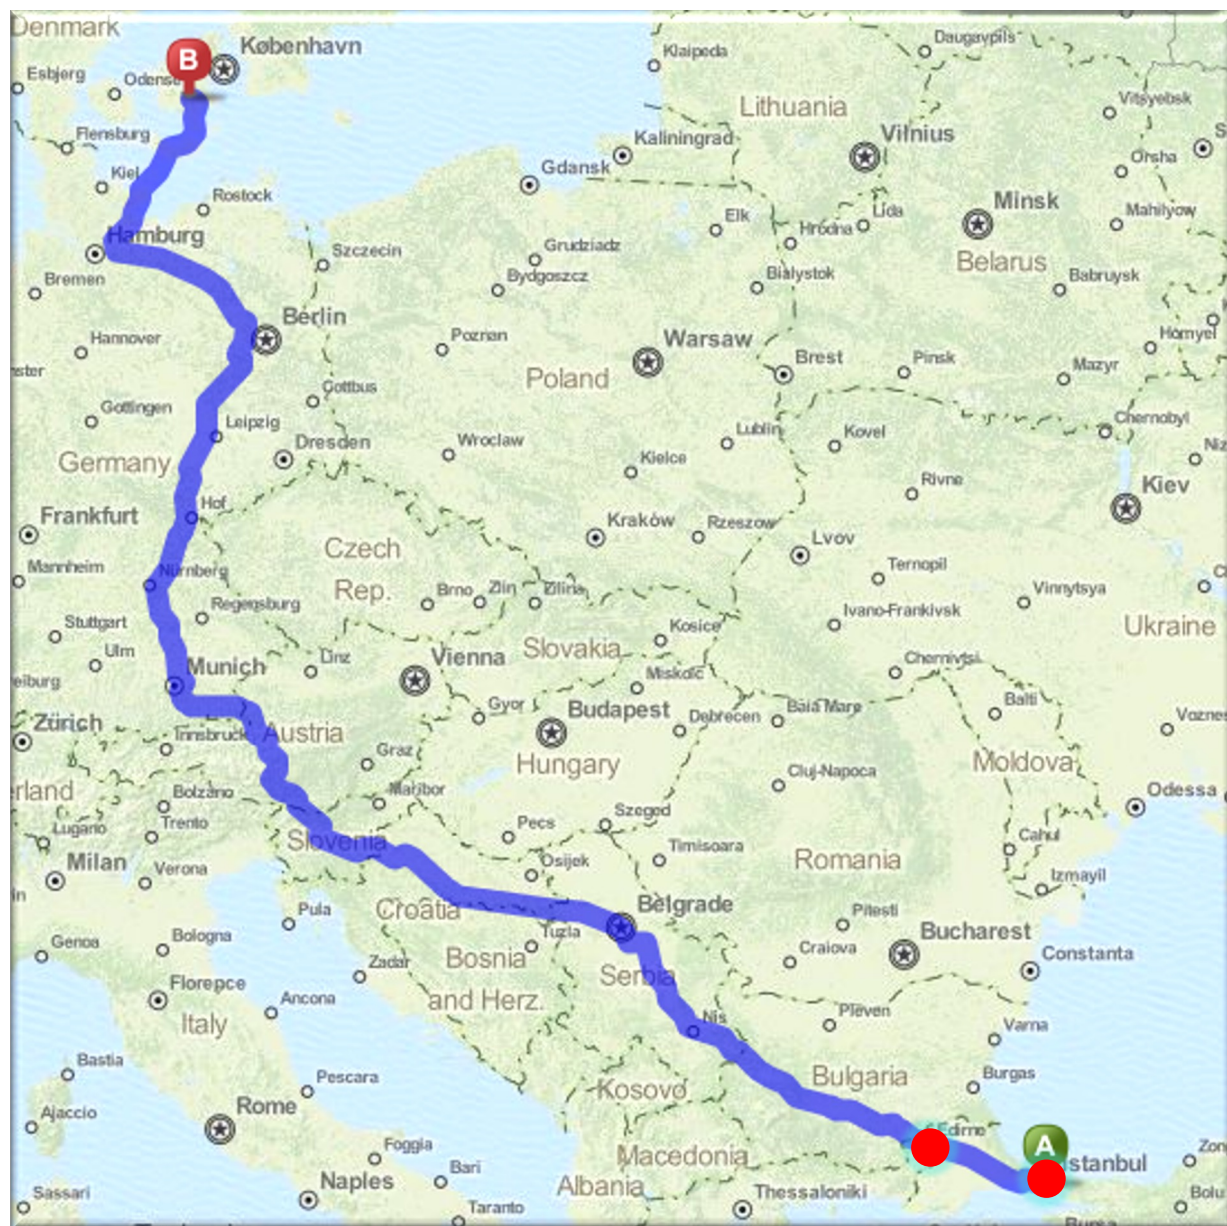 Denmark
København
B
Esbjerg
Odense
Klaipeda
Daugavpils
Lithuania
Vitsyebsk
Flensburg
Kaliningrad
Vilnius
Gdansk
Orsha
Kiel
Rostock
Elk
Lida
Minsk
Mahilyow
Hamburg
Szczecin
Grudziadz
Hrodna
Belarus
Bremen
Bydgoszcz
Bialystok
Babruysk
Berlin
Hannover
Poznan
Warsaw
Brest
Pinsk
Homyel
Mazyr
Poland
Cottbus
Gottingen
Leipzig
Dresden
Wroclaw
Lublin
Kovel
Chernobyl
Germany
Kielce
Rivne
Kiev
Hof
Frankfurt
Kraków
Rzeszow
Lvov
Czech
Rep.
Mannheim
Nürnberg
Brno
Zlin
Zilina
Ternopil
Vinnytsya
Regensburg
Ivano-Frankivsk
Stuttgart
Kosice
Ukraine
Ulm
Munich
Linz
Vienna
Slovakia
Chernivtsi
eiburg
Miskolc
Gyor
Budapest
Debrecen
Baia Mare
Balti
Zürich
Innsbruck
Austria
Graz
Hungary
Cluj-Napoca
Moldova
erland
Bolzano
Maribor
Odessa
Lugano
Trento
Slovenia
Pecs
Szeged
Cahul
Milan
Verona
Osijek
Timisoara
Romania
Izmayil
Pula
Croatia
Belgrade
Pitesti
Genoa
Bologna
Tuzla
Craiova
Bucharest
Constanta
Zadar
Bosnia
and Herz.
Serbia
Florence
Ancona
Italy
Nis
Pleven
Varna
Bastia
Pescara
Kosovo
Bulgaria
Burgas
Ajaccio
Rome
Edirne
A
Foggia
Macedonia
Istanbul
Bari
Naples
Albania
Thessaloniki
Sassari
Taranto
Bolu
Bursa